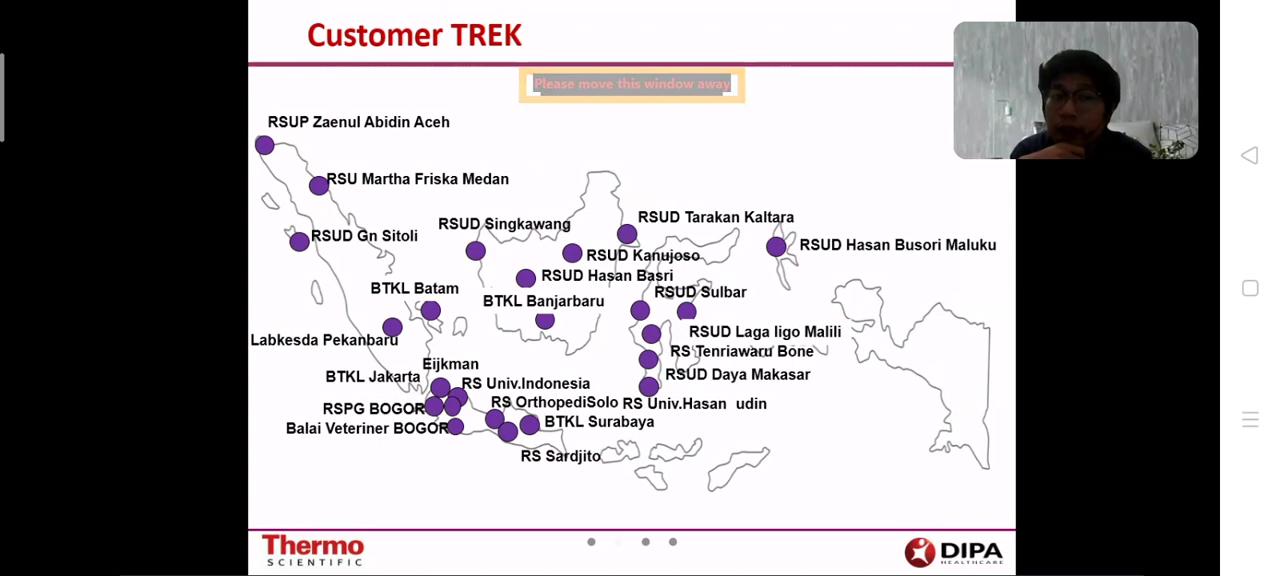 Customer TREK
Please move this window away
RSUP Zaenul Abidin Aceh
RSU Martha Friska Medan
RSUD Gn Sitoli
RSUD Singkawang
RSUD Tarakan Kaltara
RSUD Hasan Busori Maluku
RSUD Kanujoso
RSUD Hasan Basri
BTKL Batam
BTKL Banjarbaru
RSUD Sulbar
Labkesda Pekanbaru
RSUD Laga ligo Malili
RS Tenriawaru Bone
Eijkman
BTKL Jakarta
RS Univ.Indonesia
RSUD Daya Makasar
RSPG BOGOR
RS OrthopediSolo
RS Univ.Hasan udin
Balai Veteriner BOGOR
BTKL Surabaya
RS Sardjito
Thermo
SCIENTIFIC
DIPA
HEALTHCARE